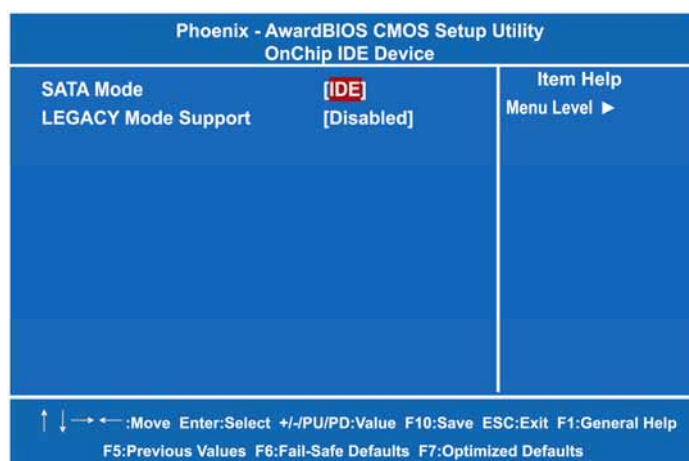 Phoenix - AwardBIOS CMOS Setup Utility
OnChip IDE Device
SATA Mode [IDE]
LEGACY Mode Support [Disabled]
Item Help
Menu Level ►
↑ ↓ → ← :Move Enter:Select +/-/PU/PD:Value F10:Save ESC:Exit F1:General Help
F5:Previous Values F6:Fail-Safe Defaults F7:Optimized Defaults